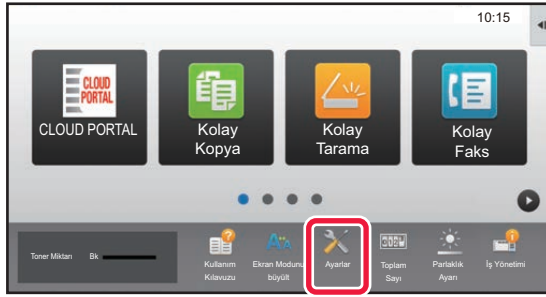 10:15
CLOUD
PORTAL
CLOUD PORTAL
Kolay
Kopya
Kolay
Tarama
Kolay
Faks
Toner Miktarı
Bk
Kullanım
Kılavuzu
Ekran Modunu
büyült
Ayarlar
Toplam
Sayı
Parlaklık
Ayarı
İş Yönetimi